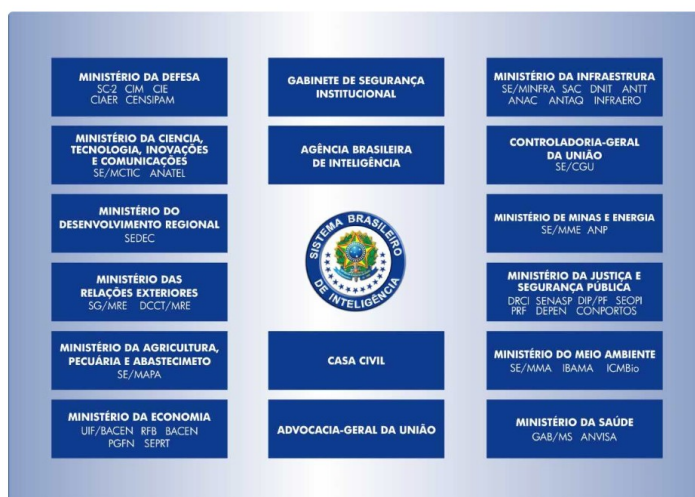 MINISTÉRIO DA DEFESA
SC-2 CIM CIE
CIAER CENSIPAM
MINISTÉRIO DA CIENCIA,
TECNOLOGIA, INOVAÇÕES
E COMUNICAÇÕES
SE/MCTIC ANATEL
MINISTÉRIO DO
DESENVOLVIMENTO REGIONAL
SEDEC
MINISTÉRIO DAS
RELAÇÕES EXTERIORES
SG/MRE DCCT/MRE
MINISTÉRIO DA AGRICULTURA,
PECUÁRIA E ABASTECIMETO
SE/MAPA
MINISTÉRIO DA ECONOMIA
UIF/BACEN RFB BACEN
PGFN SEPRT
GABINETE DE SEGURANÇA
INSTITUCIONAL
AGÊNCIA BRASILEIRA
DE INTELIGÊNCIA
SISTEMA BRASILEIRO
DE INTELIGÊNCIA
CASA CIVIL
ADVOCACIA-GERAL DA UNIÃO
MINISTÉRIO DA INFRAESTRURA
SE/MINFRA SAC DNIT ANTT
ANAC ANTAQ INFRAERO
CONTROLADORIA-GERAL
DA UNIÃO
SE/CGU
MINISTÉRIO DE MINAS E ENERGIA
SE/MME ANP
MINISTÉRIO DA JUSTIÇA E
SEGURANÇA PÚBLICA
DRCI SENASP DIP/PF SEOPI
PRF DEPEN CONPORTOS
MINISTÉRIO DO MEIO AMBIENTE
SE/MMA IBAMA ICMBio
MINISTÉRIO DA SAÚDE
GAB/MS ANVISA